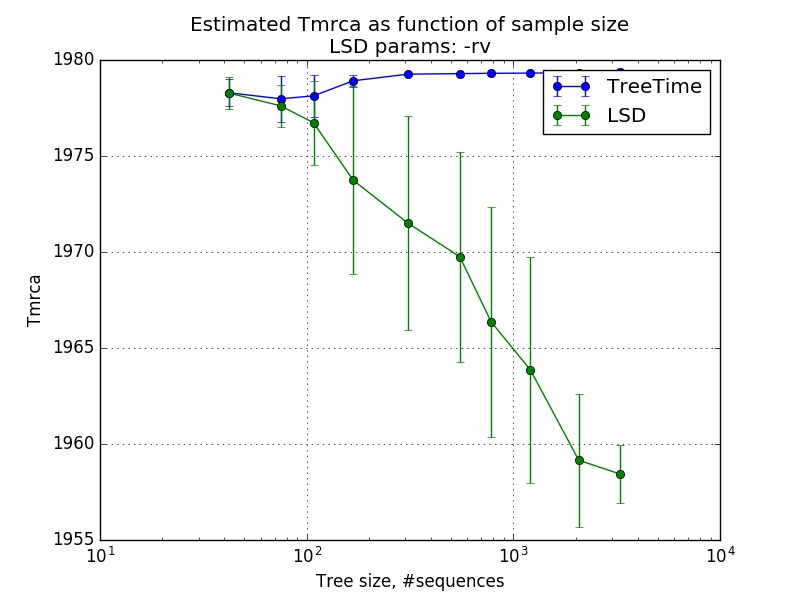 Estimated Tmrca as function of sample size
LSD params: -rv
1980
1975
1970
1965
1960
1955
Tmrca
TreeTime
LSD
10¹
10²
10³
10⁴
Tree size, #sequences